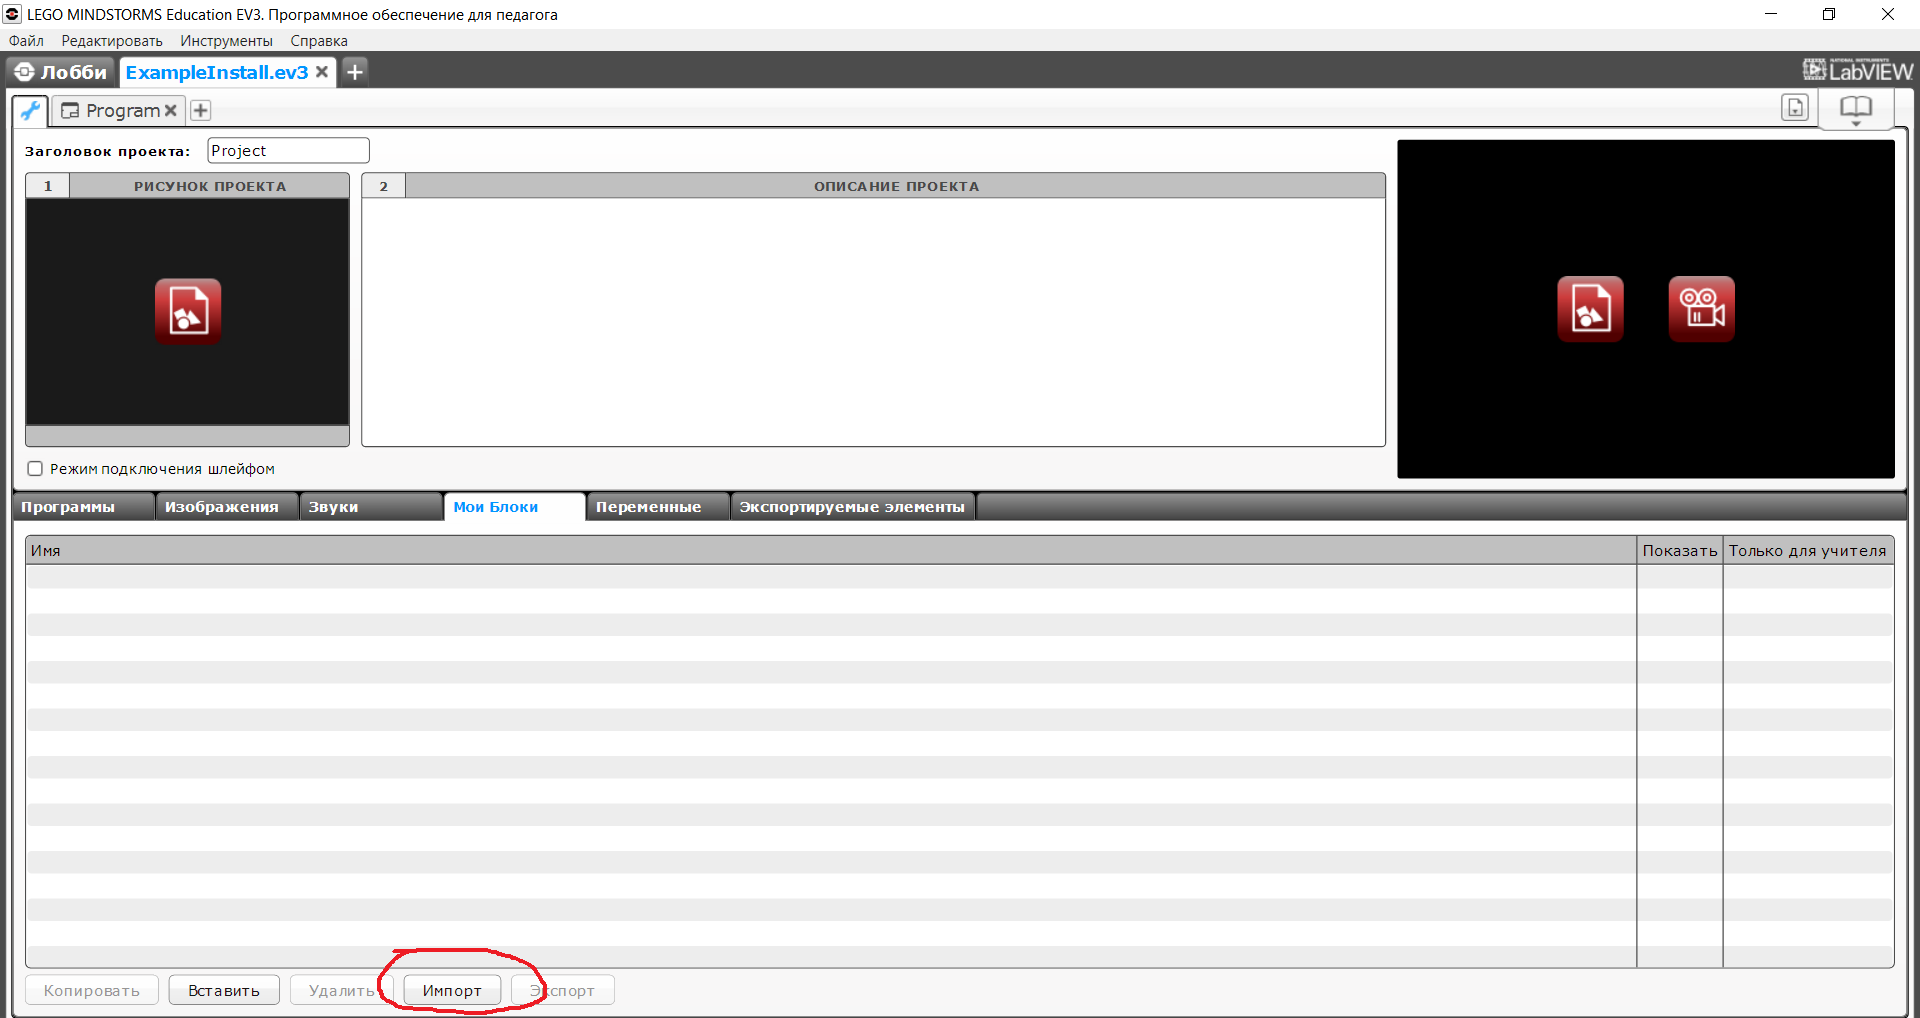 LEGO MINDSTORMS Education EV3. Программное обеспечение для педагога
Файл Редактировать Инструменты Справка
Лобби ExampleInstall.ev3
NATIONAL INSTRUMENTS
LabVIEW
Program
Заголовок проекта: Project
1 РИСУНОК ПРОЕКТА 2 ОПИСАНИЕ ПРОЕКТА
Режим подключения шлейфом
Программы Изображения Звуки Мои Блоки Переменные Экспортируемые элементы
Имя Показать Только для учителя
Копировать Вставить Удалить Импорт Экспорт